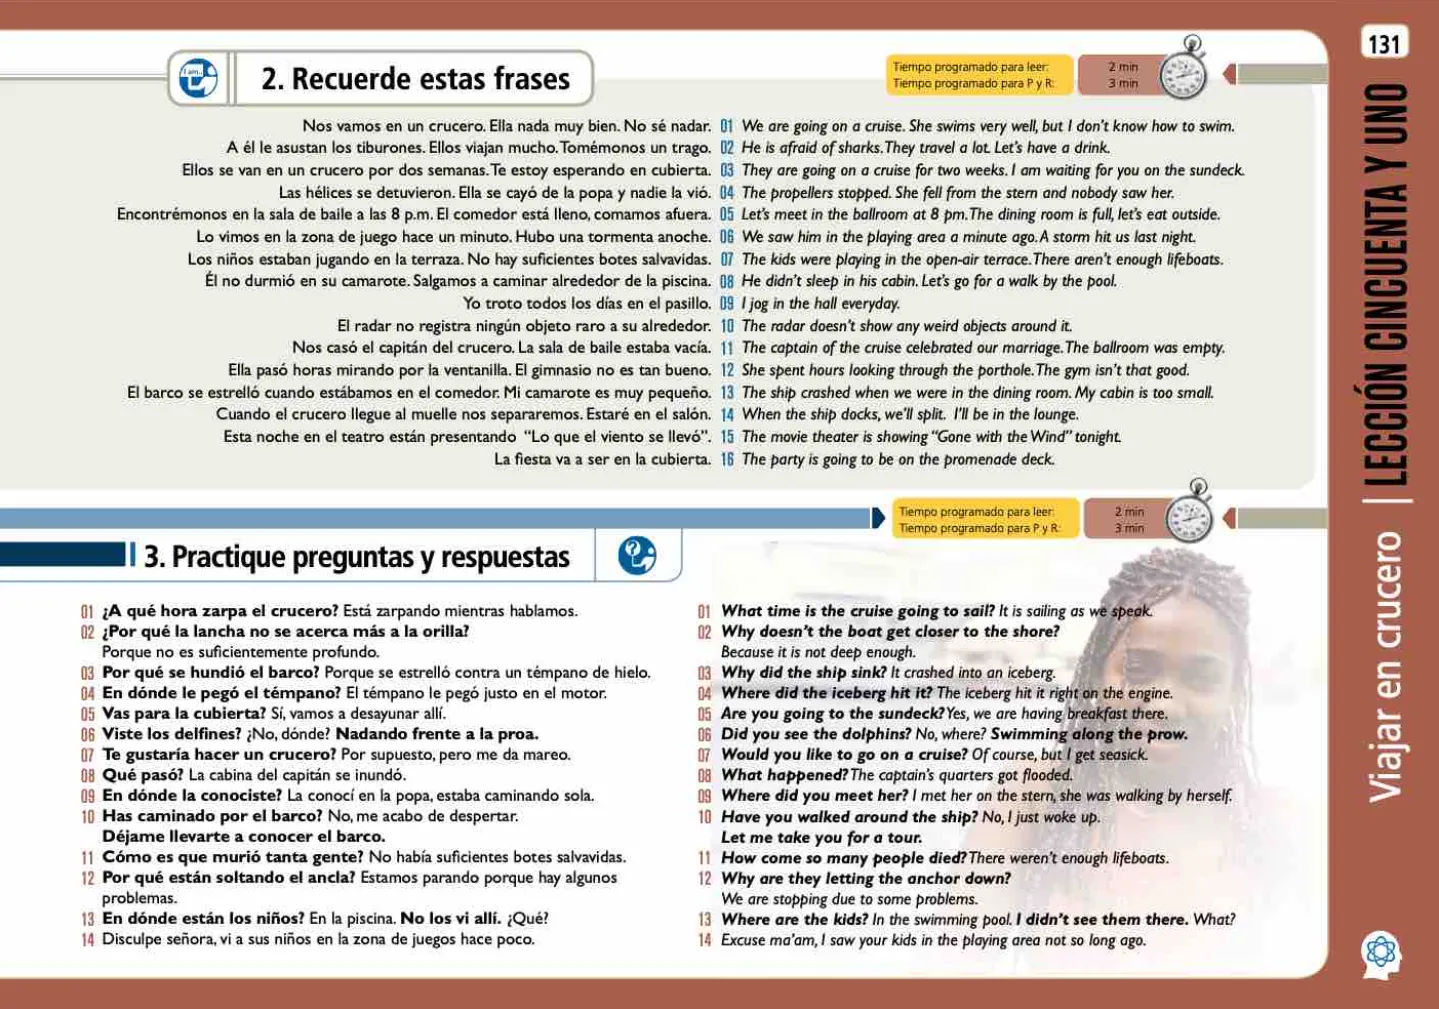 131
2. Recuerde estas frases
Tiempo programado para leer: 2 min
Tiempo programado para P y R: 3 min
Nos vamos en un crucero. Ella nada muy bien. No sé nadar. 01 We are going on a cruise. She swims very well, but I don't know how to swim.
A él le asustan los tiburones. Ellos viajan mucho. Tomémonos un trago. 02 He is afraid of sharks. They travel a lot. Let's have a drink.
Ellos se van en un crucero por dos semanas. Te estoy esperando en cubierta. 03 They are going on a cruise for two weeks. I am waiting for you on the sundeck.
Las hélices se detuvieron. Ella se cayó de la popa y nadie la vió. 04 The propellers stopped. She fell from the stern and nobody saw her.
Encontrémonos en la sala de baile a las 8 p.m. El comedor está lleno, comamos afuera. 05 Let's meet in the ballroom at 8 pm. The dining room is full, let's eat outside.
Lo vimos en la zona de juego hace un minuto. Hubo una tormenta anoche. 06 We saw him in the playing area a minute ago. A storm hit us last night.
Los niños estaban jugando en la terraza. No hay suficientes botes salvavidas. 07 The kids were playing in the open-air terrace. There aren't enough lifeboats.
Él no durmió en su camarote. Salgamos a caminar alrededor de la piscina. 08 He didn't sleep in his cabin. Let's go for a walk by the pool.
Yo troto todos los días en el pasillo. 09 I jog in the hall everyday.
El radar no registra ningún objeto raro a su alrededor. 10 The radar doesn't show any weird objects around it.
Nos casó el capitán del crucero. La sala de baile estaba vacía. 11 The captain of the cruise celebrated our marriage. The ballroom was empty.
Ella pasó horas mirando por la ventanilla. El gimnasio no es tan bueno. 12 She spent hours looking through the porthole. The gym isn't that good.
El barco se estrelló cuando estábamos en el comedor. Mi camarote es muy pequeño. 13 The ship crashed when we were in the dining room. My cabin is too small.
Cuando el crucero llegue al muelle nos separaremos. Estaré en el salón. 14 When the ship docks, we'll split. I'll be in the lounge.
Esta noche en el teatro están presentando "Lo que el viento se llevó". 15 The movie theater is showing "Gone with the Wind" tonight.
La fiesta va a ser en la cubierta. 16 The party is going to be on the promenade deck.
Tiempo programado para leer: 2 min
Tiempo programado para P y R: 3 min
3. Practique preguntas y respuestas
01 ¿A qué hora zarpa el crucero? Está zarpando mientras hablamos.
02 ¿Por qué la lancha no se acerca más a la orilla?
Porque no es suficientemente profundo.
03 Por qué se hundió el barco? Porque se estrelló contra un témpano de hielo.
04 En dónde le pegó el témpano? El témpano le pegó justo en el motor.
05 Vas para la cubierta? Sí, vamos a desayunar allí.
06 Viste los delfines? ¿No, dónde? Nadando frente a la proa.
07 Te gustaría hacer un crucero? Por supuesto, pero me da mareo.
08 Qué pasó? La cabina del capitán se inundó.
09 En dónde la conociste? La conocí en la popa, estaba caminando sola.
10 Has caminado por el barco? No, me acabo de despertar.
Déjame llevarte a conocer el barco.
11 Cómo es que murió tanta gente? No había suficientes botes salvavidas.
12 Por qué están soltando el ancla? Estamos parando porque hay algunos
problemas.
13 En dónde están los niños? En la piscina. No los vi allí. ¿Qué?
14 Disculpe señora, vi a sus niños en la zona de juegos hace poco.
01 What time is the cruise going to sail? It is sailing as we speak.
02 Why doesn't the boat get closer to the shore?
Because it is not deep enough.
03 Why did the ship sink? It crashed into an iceberg.
04 Where did the iceberg hit it? The iceberg hit it right on the engine.
05 Are you going to the sundeck? Yes, we are having breakfast there.
06 Did you see the dolphins? No, where? Swimming along the prow.
07 Would you like to go on a cruise? Of course, but I get seasick.
08 What happened? The captain's quarters got flooded.
09 Where did you meet her? I met her on the stern, she was walking by herself.
10 Have you walked around the ship? No, I just woke up.
Let me take you for a tour.
11 How come so many people died? There weren't enough lifeboats.
12 Why are they letting the anchor down?
We are stopping due to some problems.
13 Where are the kids? In the swimming pool. I didn't see them there. What?
14 Excuse ma'am, I saw your kids in the playing area not so long ago.
Viajar en crucero | LECCIÓN CINCUENTA Y UNO